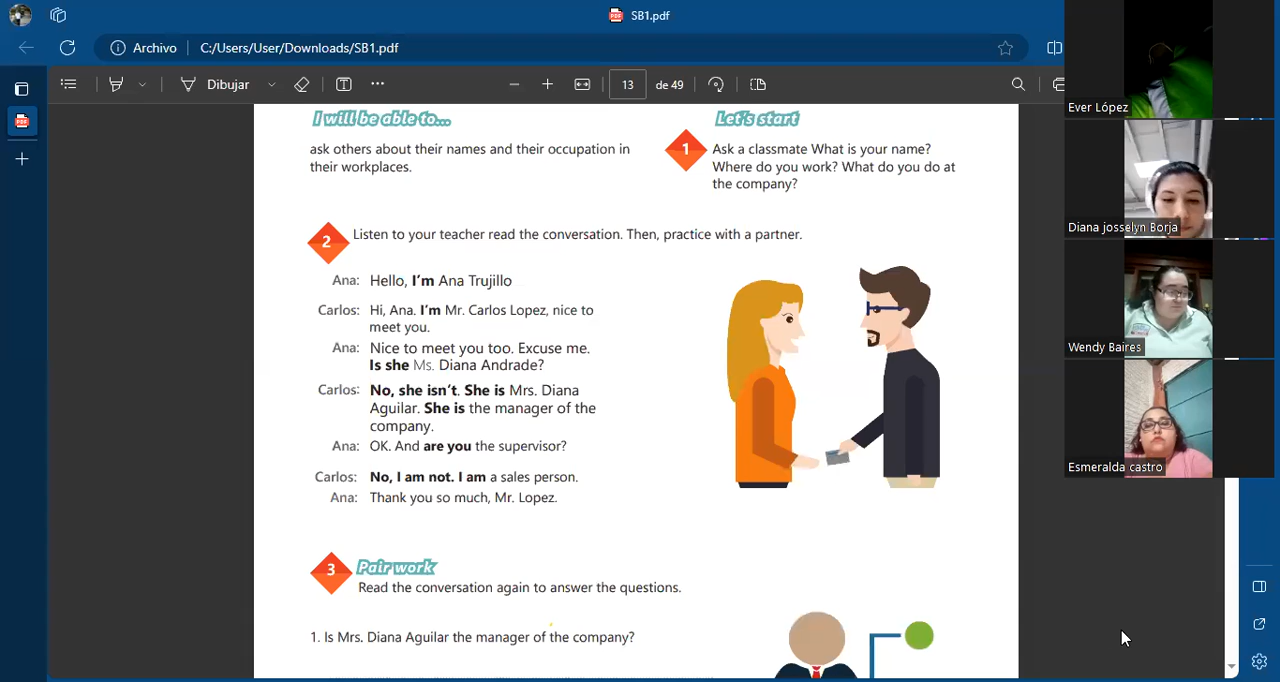 SB1.pdf
Archivo C:/Users/User/Downloads/SB1.pdf
Dibujar 13 de 49
I will be able to...
ask others about their names and their occupation in
their workplaces.
Let's start
1 Ask a classmate What is your name?
Where do you work? What do you do at
the company?
2 Listen to your teacher read the conversation. Then, practice with a partner.
Ana: Hello, I'm Ana Trujillo
Carlos: Hi, Ana. I'm Mr. Carlos Lopez, nice to
meet you.
Ana: Nice to meet you too. Excuse me.
Is she Ms. Diana Andrade?
Carlos: No, she isn't. She is Mrs. Diana
Aguilar. She is the manager of the
company.
Ana: OK. And are you the supervisor?
Carlos: No, I am not. I am a sales person.
Ana: Thank you so much, Mr. Lopez.
3 Pair work
Read the conversation again to answer the questions.
1. Is Mrs. Diana Aguilar the manager of the company?
Ever López
Diana josselyn Borja
Wendy Baires
Esmeralda castro